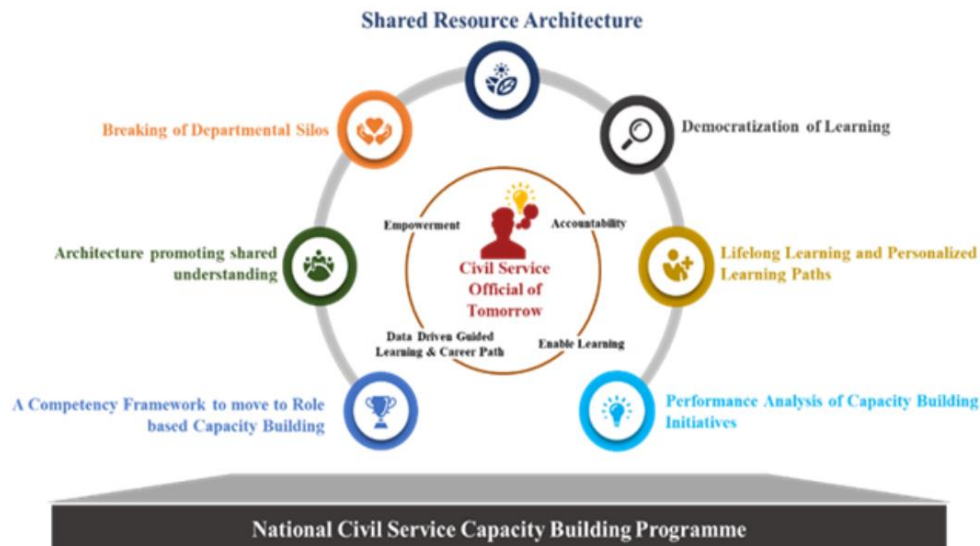 Shared Resource Architecture
Breaking of Departmental Silos
Democratization of Learning
Empowerment
Accountability
Architecture promoting shared
understanding
Civil Service
Official of
Tomorrow
Lifelong Learning and Personalized
Learning Paths
Data Driven Guided
Learning & Career Path
Enable Learning
A Competency Framework to move to Role
based Capacity Building
Performance Analysis of Capacity Building
Initiatives
National Civil Service Capacity Building Programme